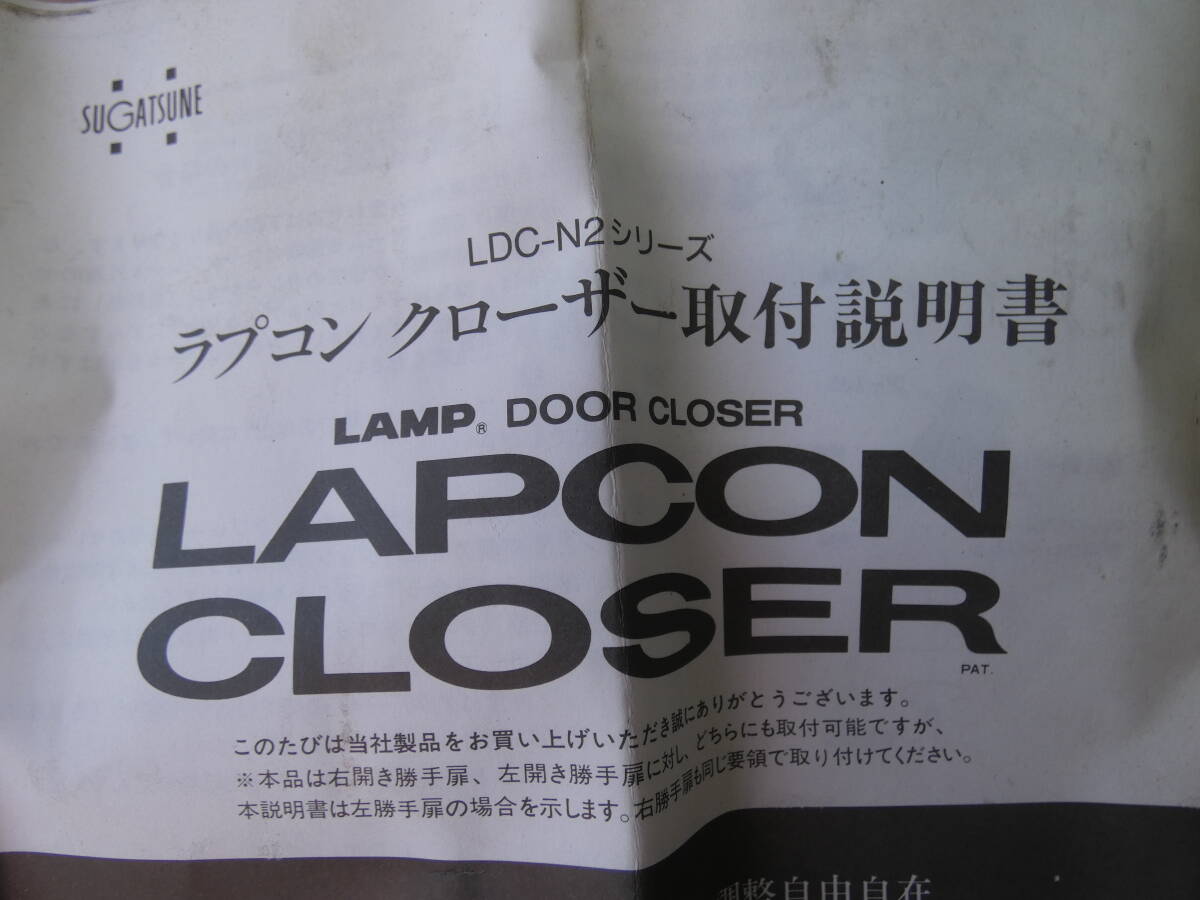 SUGATSUNE
LDC-N2シリーズ
ラプコン クローザー取付説明書
LAMP® DOOR CLOSER
LAPCON
CLOSER
PAT.
このたびは当社製品をお買い上げいただき誠にありがとうございます。
※本品は右開き勝手扉、左開き勝手扉に対し、どちらにも取付可能ですが、
本説明書は左勝手扉の場合を示します。右勝手扉も同じ要領で取り付けてください。
調整自由自在